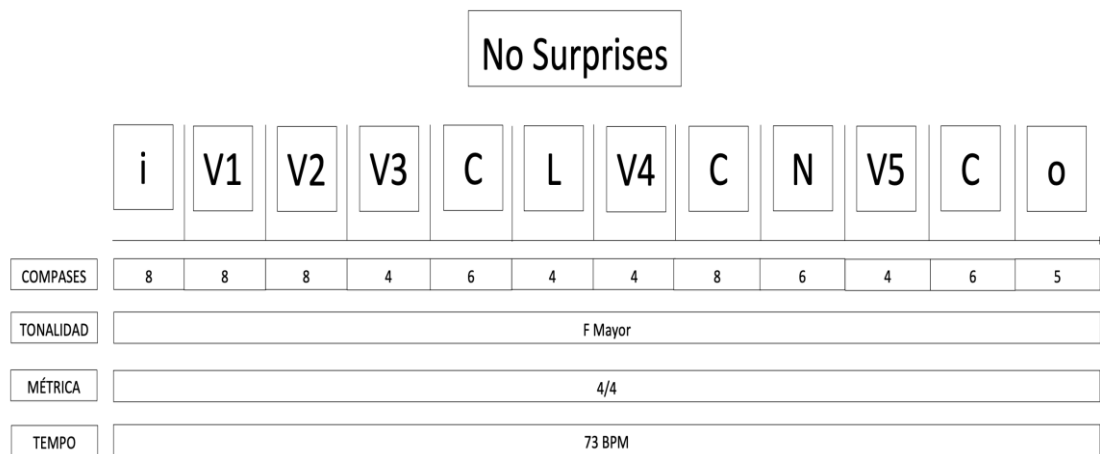 No Surprises
i V1 V2 V3 C L V4 C N V5 C o
COMPASES 8 8 8 4 6 4 4 8 6 4 6 5
TONALIDAD F Mayor
MÉTRICA 4/4
TEMPO 73 BPM